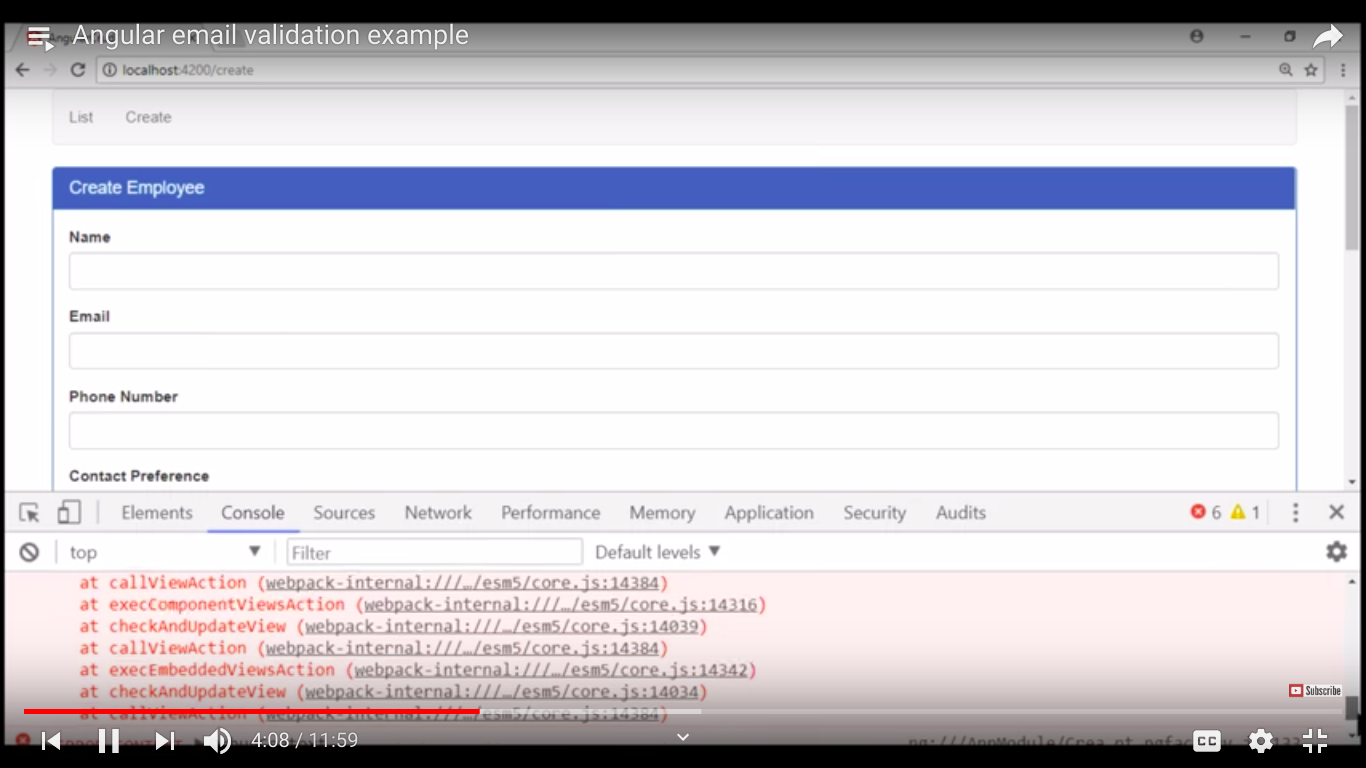 Angular email validation example
localhost:4200/create
List Create
Create Employee
Name
Email
Phone Number
Contact Preference
Elements Console Sources Network Performance Memory Application Security Audits 6 1
top Filter Default levels
at callViewAction (webpack-internal:///…/esm5/core.js:14384)
at execComponentViewsAction (webpack-internal:///…/esm5/core.js:14316)
at checkAndUpdateView (webpack-internal:///…/esm5/core.js:14039)
at callViewAction (webpack-internal:///…/esm5/core.js:14384)
at execEmbeddedViewsAction (webpack-internal:///…/esm5/core.js:14342)
at checkAndUpdateView (webpack-internal:///…/esm5/core.js:14034)
Subscribe
at callViewAction (webpack-internal:///…/esm5/core.js:14384)
4:08 / 11:59 CC